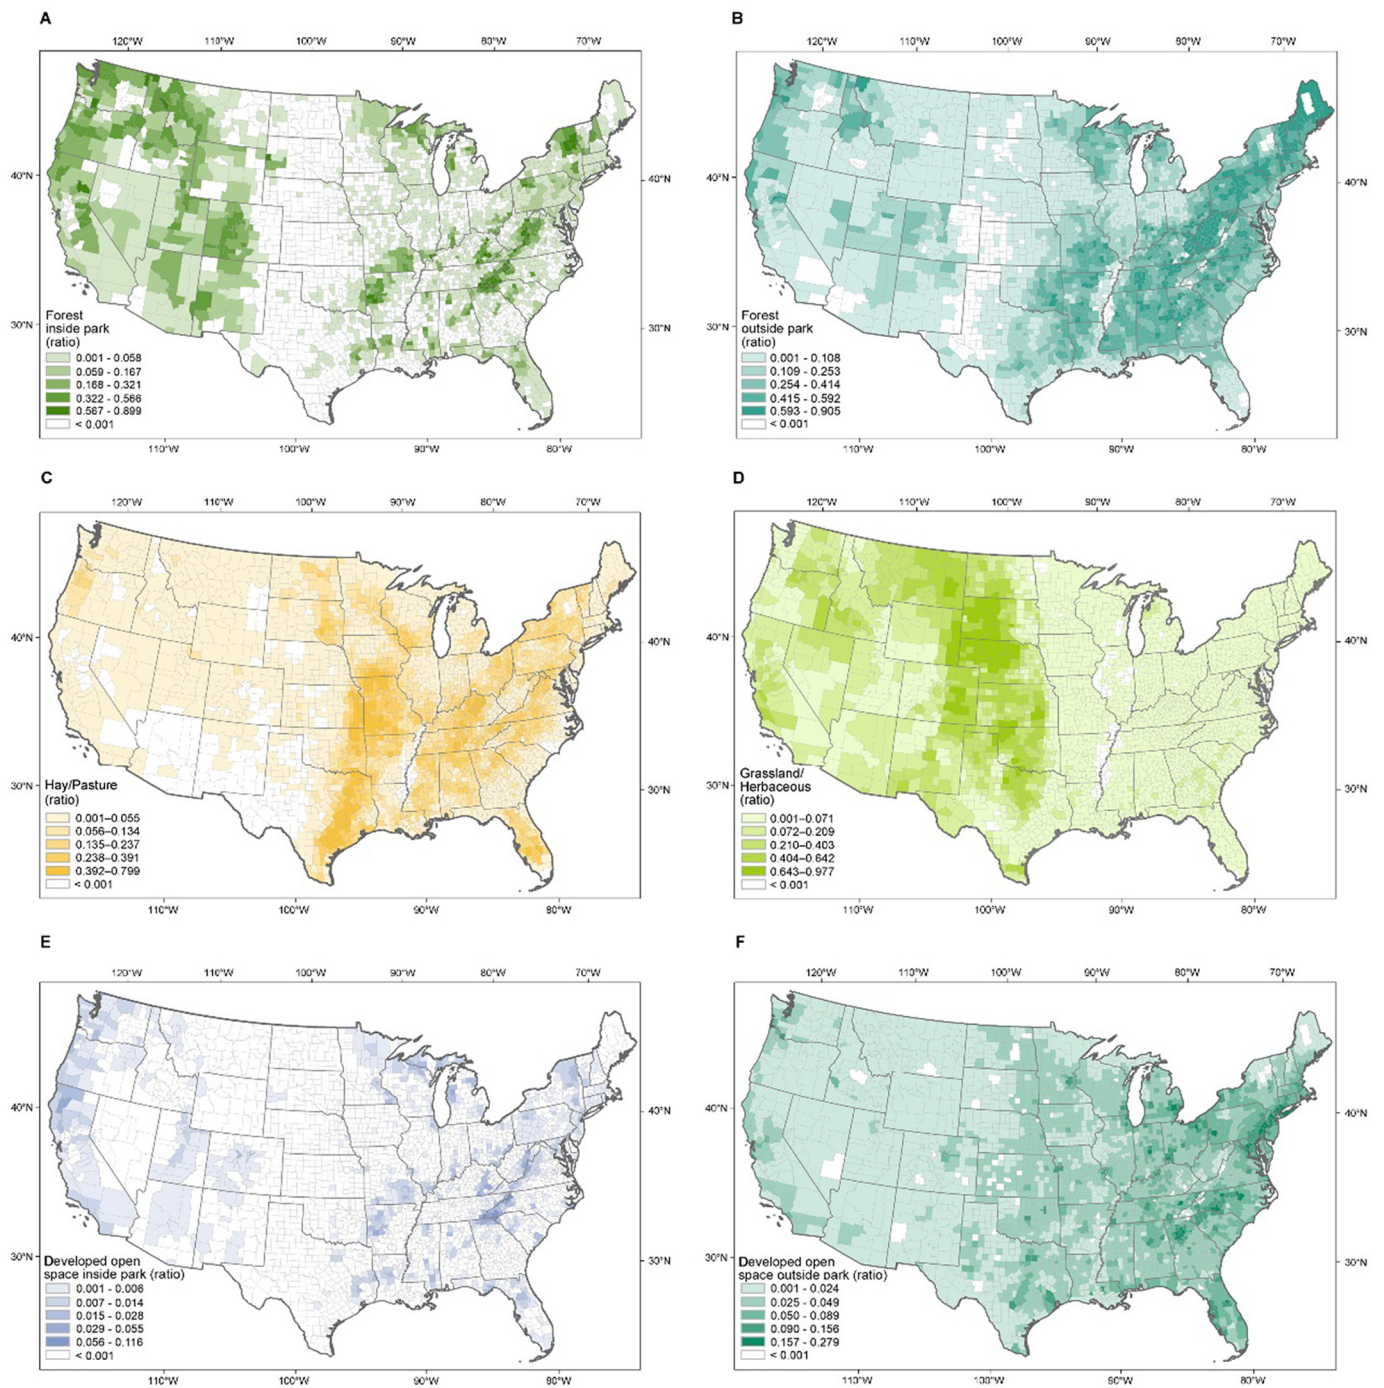 A
120°W 110°W 100°W 90°W 80°W 70°W
40°N
40°N
30°N
30°N
Forest
inside park
(ratio)
0.001 - 0.058
0.059 - 0.167
0.168 - 0.321
0.322 - 0.566
0.567 - 0.899
< 0.001
110°W 100°W 90°W 80°W
B
120°W 110°W 100°W 90°W 80°W 70°W
40°N
40°N
30°N
30°N
Forest
outside park
(ratio)
0.001 - 0.108
0.109 - 0.253
0.254 - 0.414
0.415 - 0.592
0.593 - 0.905
< 0.001
110°W 100°W 90°W 80°W
C
120°W 110°W 100°W 90°W 80°W 70°W
40°N
40°N
30°N
30°N
Hay/Pasture
(ratio)
0.001–0.055
0.056–0.134
0.135–0.237
0.238–0.391
0.392–0.799
< 0.001
110°W 100°W 90°W 80°W
D
120°W 110°W 100°W 90°W 80°W 70°W
40°N
40°N
30°N
30°N
Grassland/
Herbaceous
(ratio)
0.001–0.071
0.072–0.209
0.210–0.403
0.404–0.642
0.643–0.977
< 0.001
110°W 100°W 90°W 80°W
E
120°W 110°W 100°W 90°W 80°W 70°W
40°N
40°N
30°N
30°N
Developed open
space inside park (ratio)
0.001 - 0.006
0.007 - 0.014
0.015 - 0.028
0.029 - 0.055
0.056 - 0.116
< 0.001
110°W 100°W 90°W 80°W
F
120°W 110°W 100°W 90°W 80°W 70°W
40°N
40°N
30°N
30°N
Developed open
space outside park (ratio)
0.001 - 0.024
0.025 - 0.049
0.050 - 0.089
0.090 - 0.156
0.157 - 0.279
< 0.001
110°W 100°W 90°W 80°W